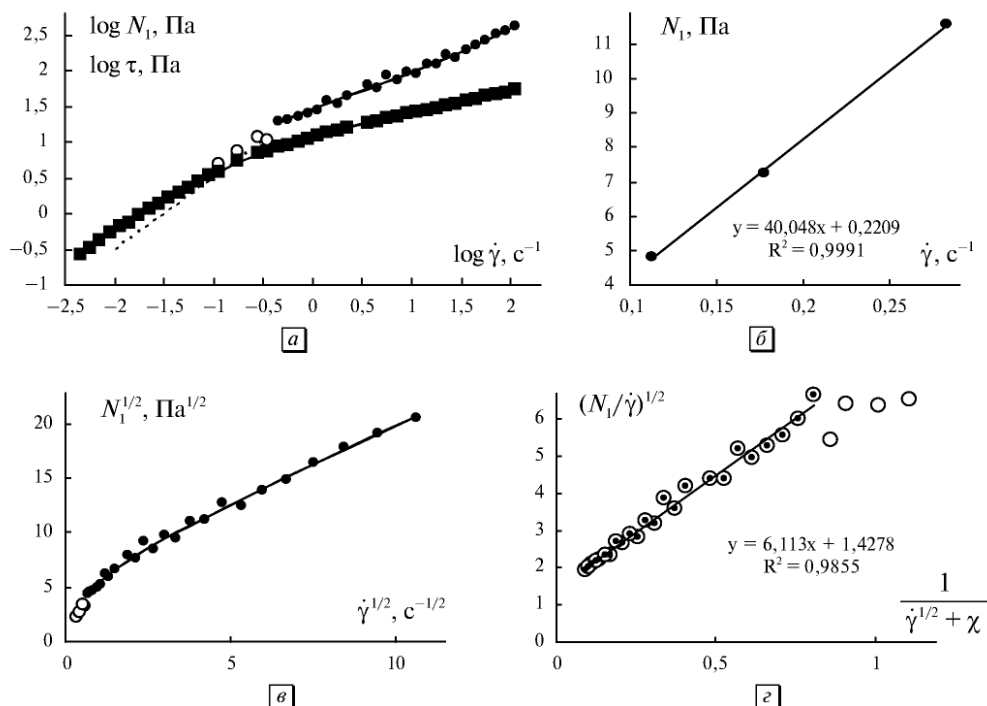 log N₁, Па
log τ, Па
2,5
2
1,5
1
0,5
0
−0,5
−1
−2,5 −2 −1,5 −1 −0,5 0 0,5 1 1,5 2
log γ̇, с⁻¹
а
N₁, Па
11
10
9
8
7
6
5
4
y = 40,048x + 0,2209
R² = 0,9991
γ̇, с⁻¹
0,1 0,15 0,2 0,25
б
N₁^1/2, Па^1/2
20
15
10
5
0
γ̇^1/2, с^−1/2
0 5 10
в
(N₁/γ̇)^1/2
6
5
4
3
2
1
0
y = 6,113x + 1,4278
R² = 0,9855
1
γ̇^1/2 + χ
0 0,5 1
г